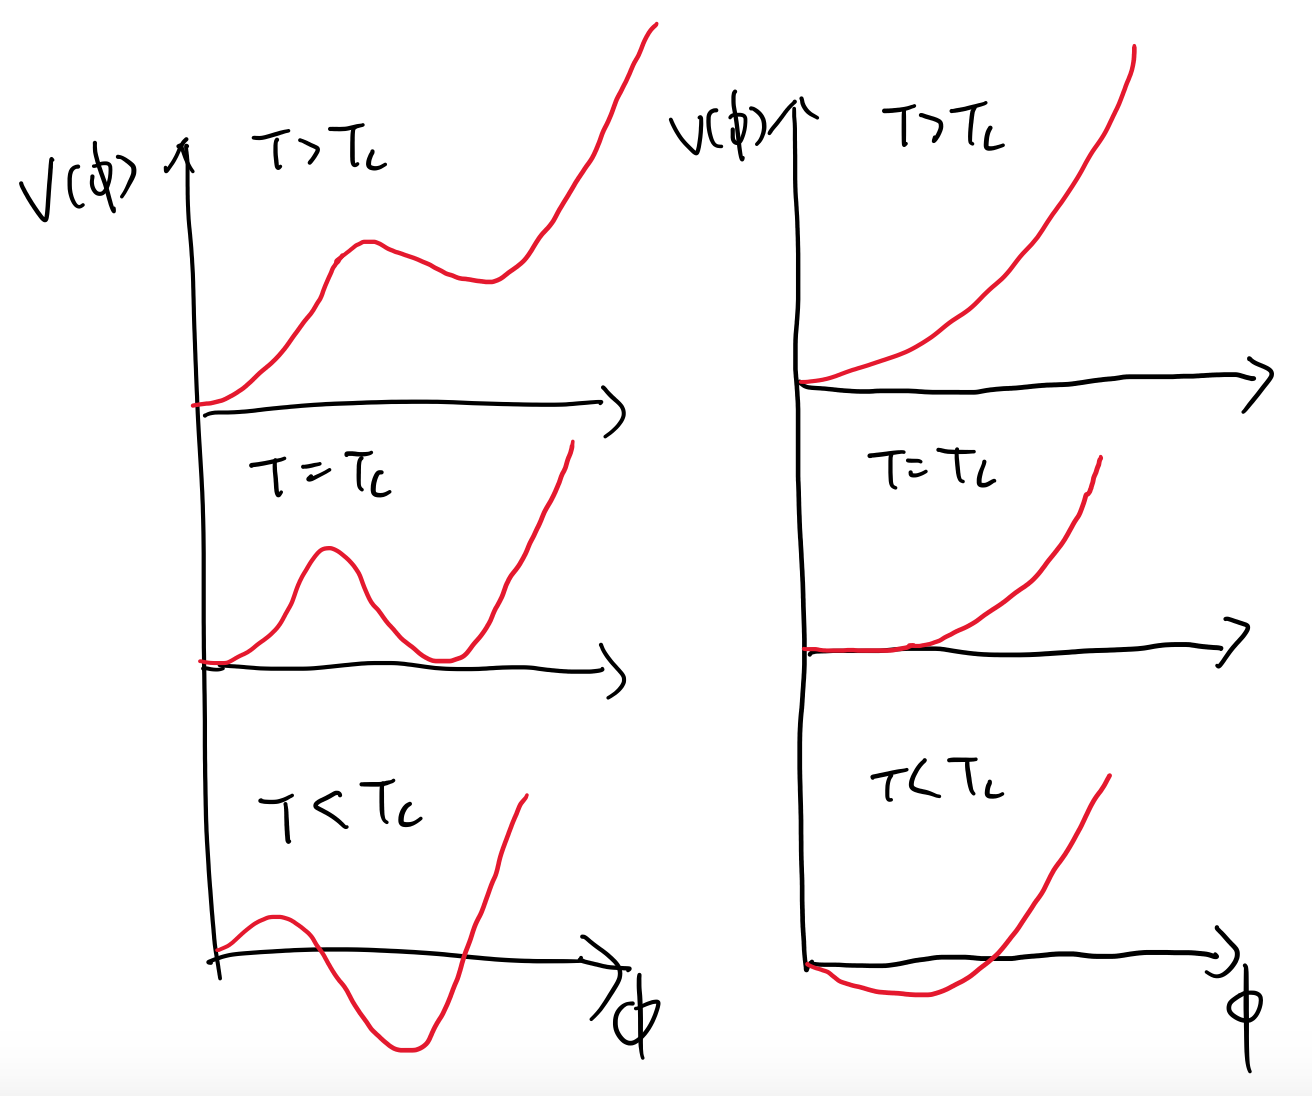 V(ϕ)
T > Tc
T = Tc
T < Tc
ϕ
V(ϕ)
T > Tc
T = Tc
T < Tc
ϕ